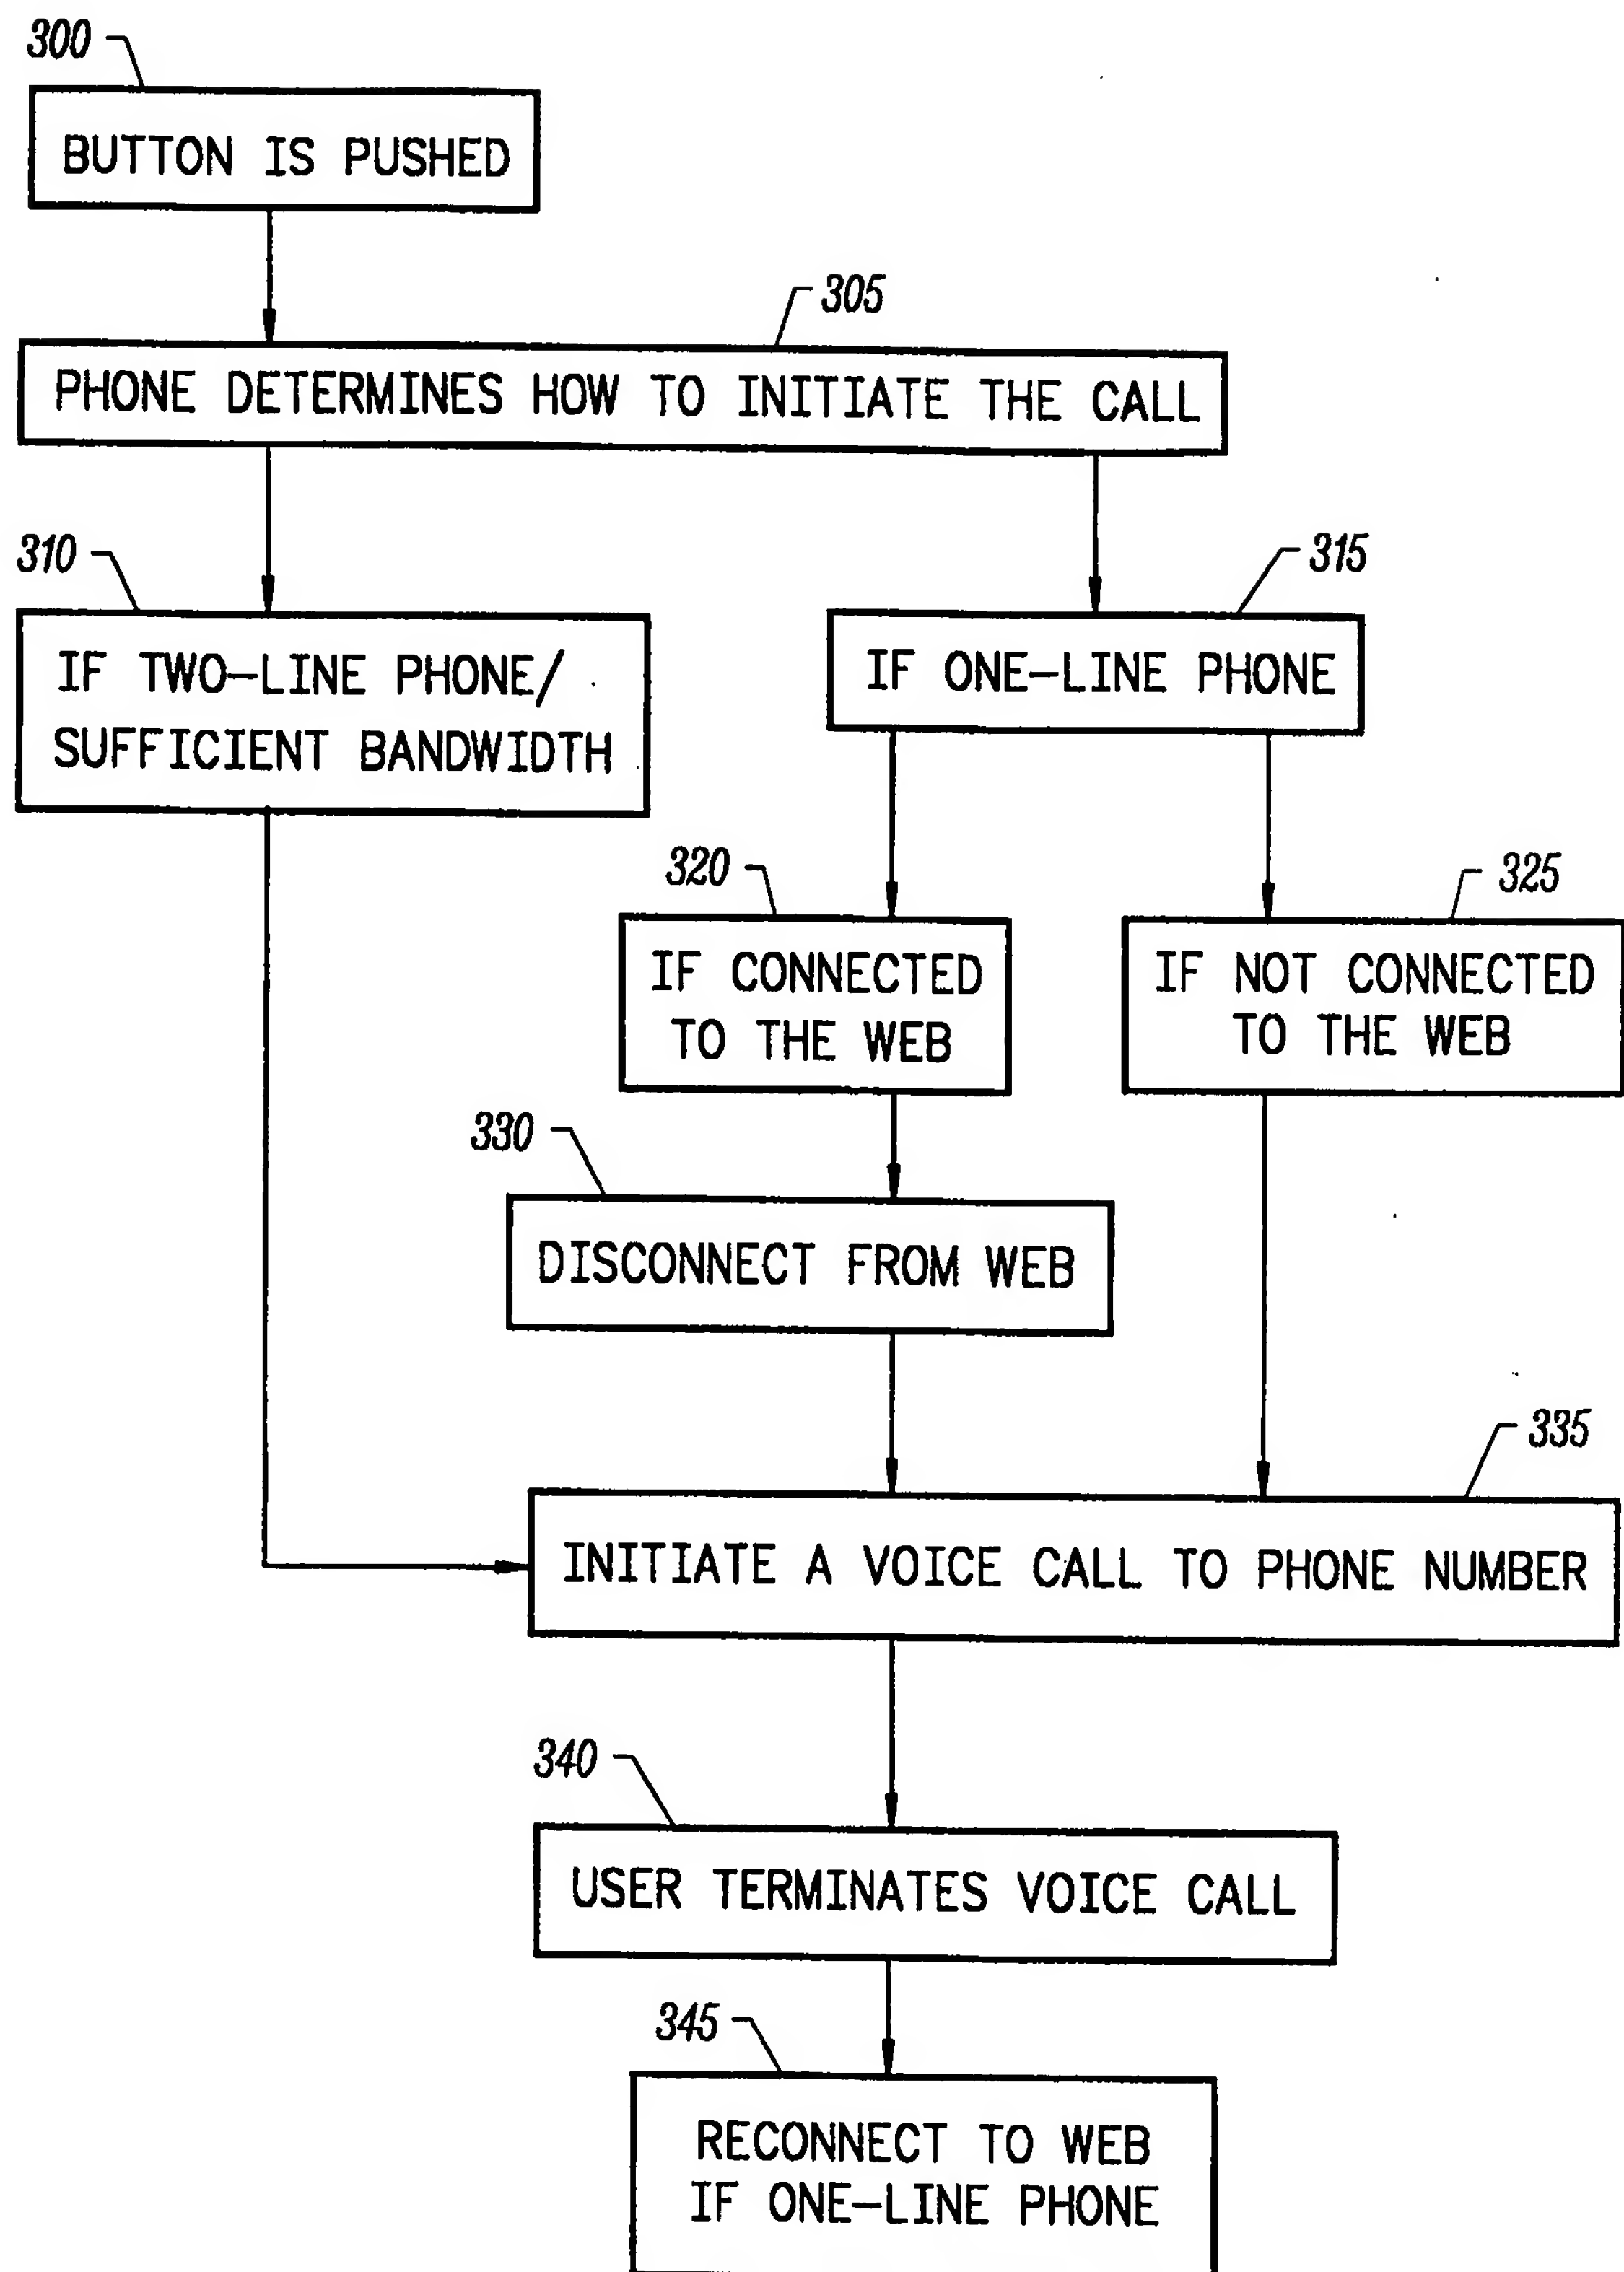 300
BUTTON IS PUSHED
305
PHONE DETERMINES HOW TO INITIATE THE CALL
310
IF TWO-LINE PHONE/
SUFFICIENT BANDWIDTH
315
IF ONE-LINE PHONE
320
IF CONNECTED
TO THE WEB
325
IF NOT CONNECTED
TO THE WEB
330
DISCONNECT FROM WEB
335
INITIATE A VOICE CALL TO PHONE NUMBER
340
USER TERMINATES VOICE CALL
345
RECONNECT TO WEB
IF ONE-LINE PHONE